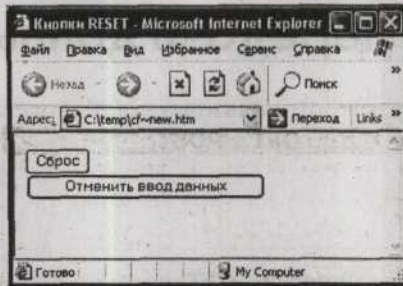 Кнопки RESET - Microsoft Internet Explorer
Файл Правка Вид Избранное Сервис Справка »
Назад Поиск »
Адрес: C:\temp\cf~new.htm Переход Links »
Сброс
Отменить ввод данных
Готово My Computer